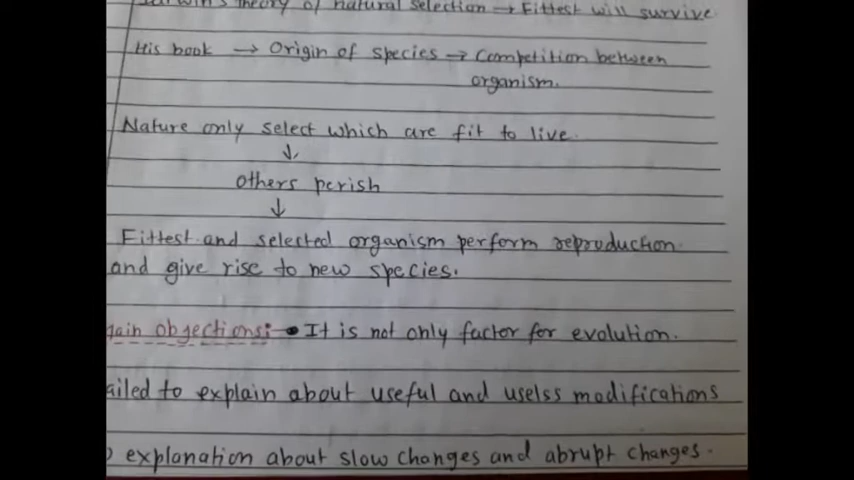 Darwin's theory of natural selection → Fittest will survive
His book → Origin of species → Competition between
organism.
Nature only select which are fit to live.
↓
others perish
↓
Fittest and selected organism perform reproduction.
and give rise to new species.
gain objections:- • It is not only factor for evolution.
ailed to explain about useful and uselss modifications
o explanation about slow changes and abrupt changes.